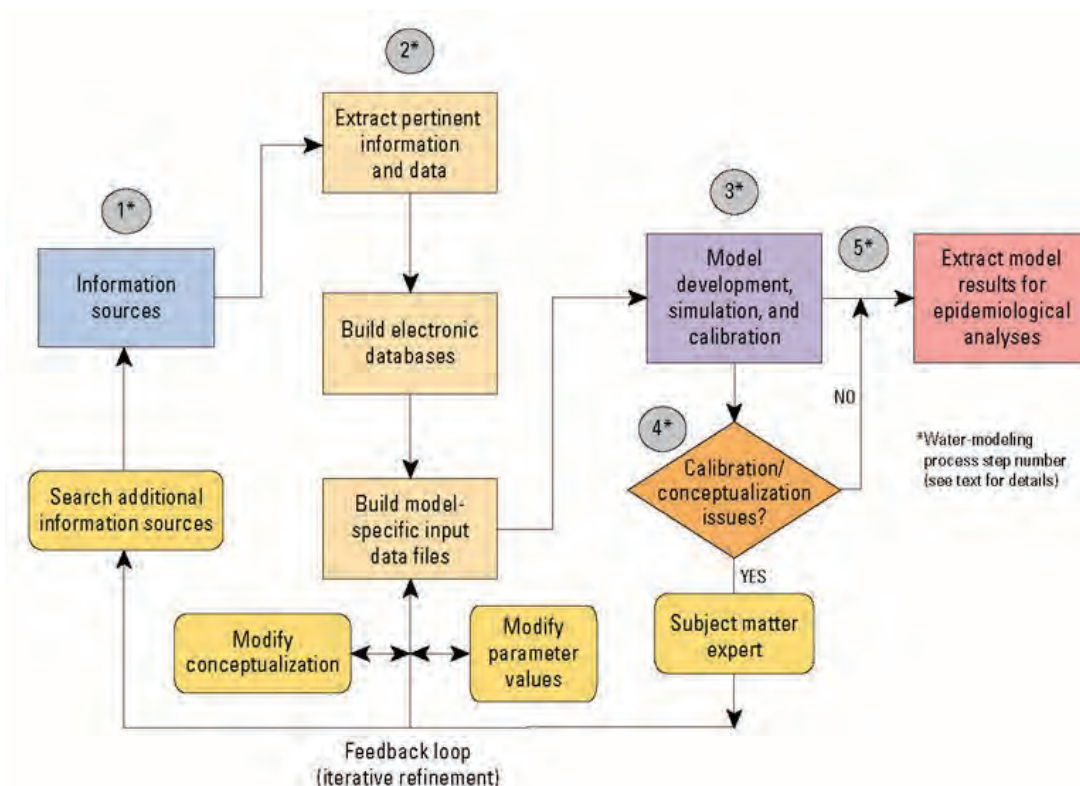 2*
Extract pertinent
information
and data
1*
Information
sources
Build electronic
databases
Build model-
specific input
data files
3*
Model
development,
simulation, and
calibration
5*
Extract model
results for
epidemiological
analyses
NO
4*
Calibration/
conceptualization
issues?
*Water-modeling
process step number
(see text for details)
YES
Subject matter
expert
Search additional
information sources
Modify
conceptualization
Modify
parameter
values
Feedback loop
(iterative refinement)